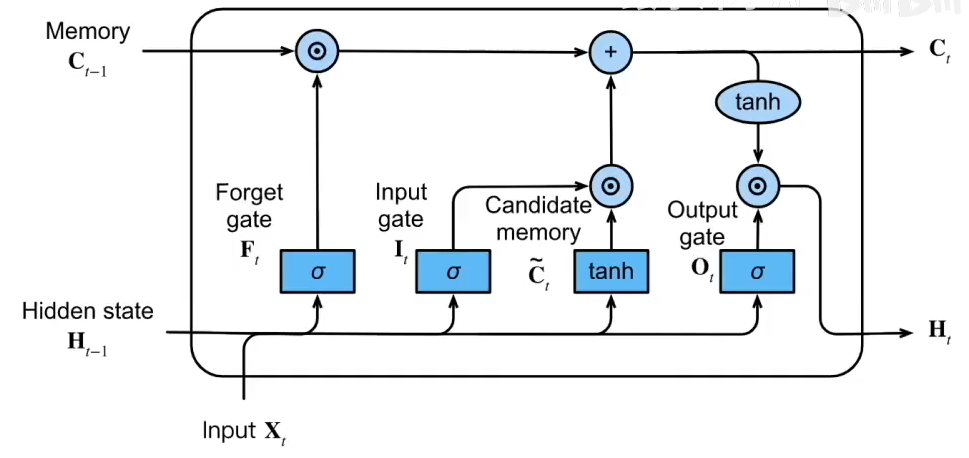 Memory
C_{t-1}
⊙
+
C_t
tanh
Forget
gate
F_t
Input
gate
I_t
⊙
Candidate
memory
C̃_t
Output
gate
O_t
⊙
σ
σ
tanh
σ
Hidden state
H_{t-1}
H_t
Input X_t